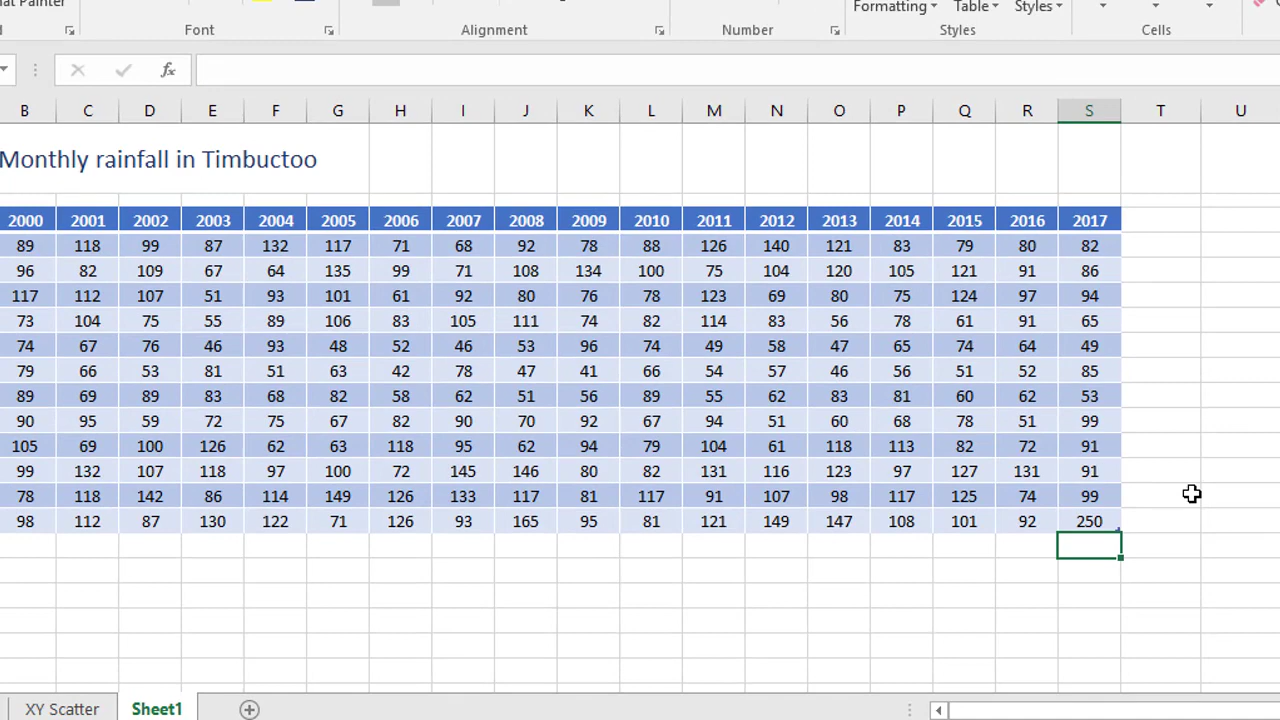 at Painter
Formatting Table Styles
Font Alignment Number Styles Cells
fx
B C D E F G H I J K L M N O P Q R S T U
Monthly rainfall in Timbuctoo
2000 2001 2002 2003 2004 2005 2006 2007 2008 2009 2010 2011 2012 2013 2014 2015 2016 2017
89 118 99 87 132 117 71 68 92 78 88 126 140 121 83 79 80 82
96 82 109 67 64 135 99 71 108 134 100 75 104 120 105 121 91 86
117 112 107 51 93 101 61 92 80 76 78 123 69 80 75 124 97 94
73 104 75 55 89 106 83 105 111 74 82 114 83 56 78 61 91 65
74 67 76 46 93 48 52 46 53 96 74 49 58 47 65 74 64 49
79 66 53 81 51 63 42 78 47 41 66 54 57 46 56 51 52 85
89 69 89 83 68 82 58 62 51 56 89 55 62 83 81 60 62 53
90 95 59 72 75 67 82 90 70 92 67 94 51 60 68 78 51 99
105 69 100 126 62 63 118 95 62 94 79 104 61 118 113 82 72 91
99 132 107 118 97 100 72 145 146 80 82 131 116 123 97 127 131 91
78 118 142 86 114 149 126 133 117 81 117 91 107 98 117 125 74 99
98 112 87 130 122 71 126 93 165 95 81 121 149 147 108 101 92 250
XY Scatter Sheet1